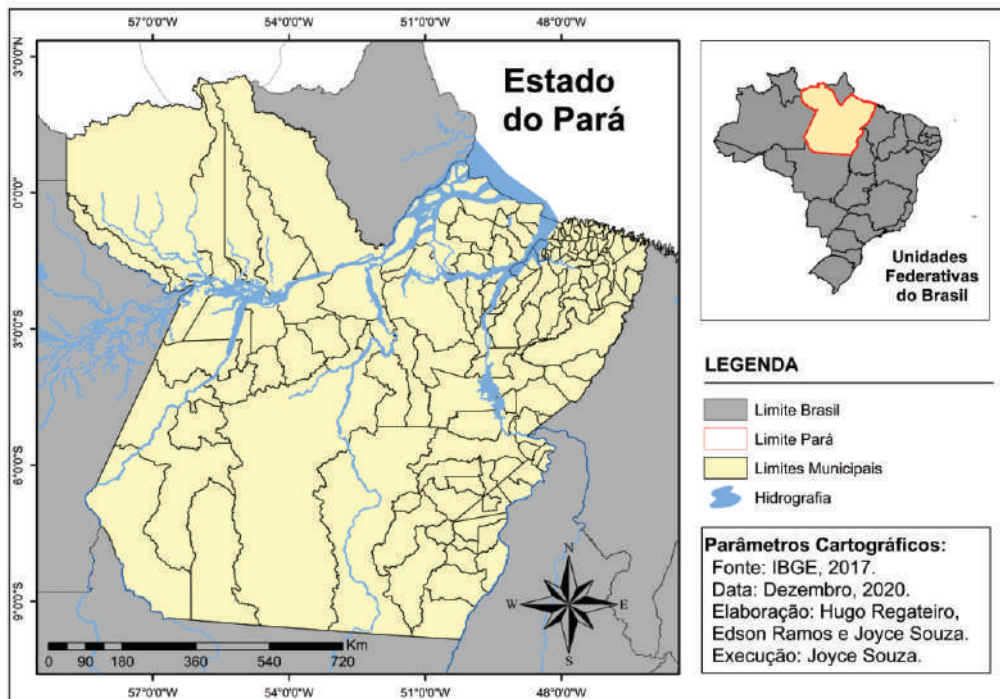 57°0'0"W 54°0'0"W 51°0'0"W 48°0'0"W
3°0'0"N
0°0'0"
3°0'0"S
6°0'0"S
9°0'0"S
Estado
do Pará
N
W E
S
Km
0 90 180 360 540 720
57°0'0"W 54°0'0"W 51°0'0"W 48°0'0"W
Unidades
Federativas
do Brasil
LEGENDA
Limite Brasil
Limite Pará
Limites Municipais
Hidrografia
Parâmetros Cartográficos:
Fonte: IBGE, 2017.
Data: Dezembro, 2020.
Elaboração: Hugo Regateiro,
Edson Ramos e Joyce Souza.
Execução: Joyce Souza.